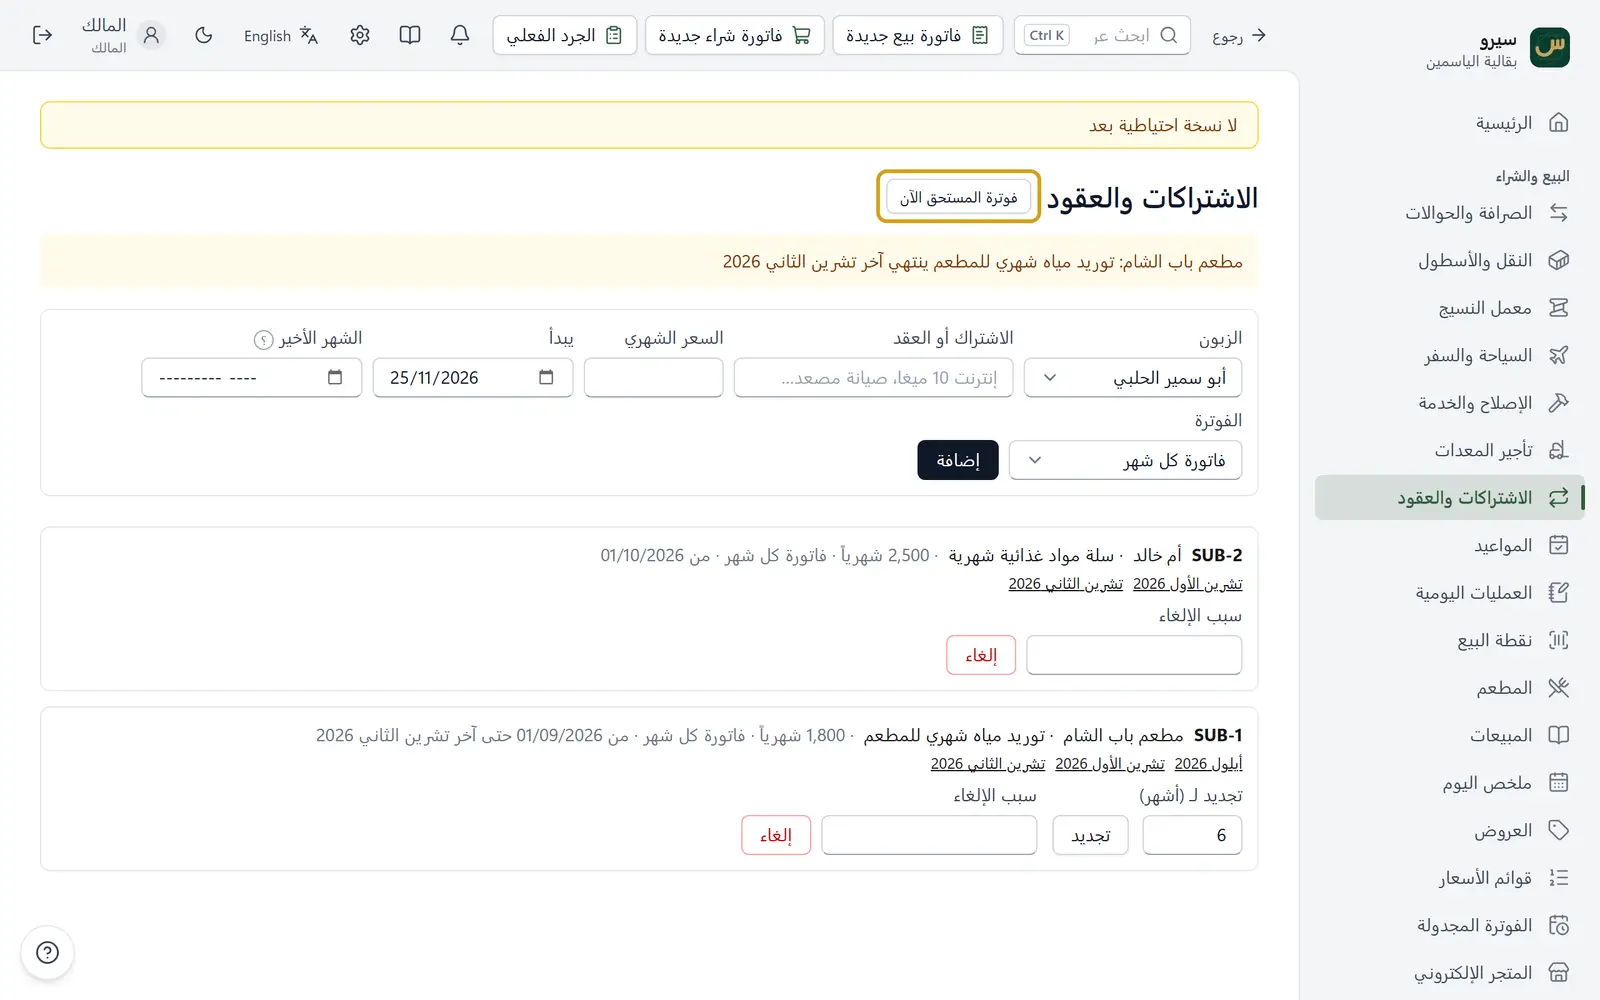 سيرو
بقالية الياسمين
رجوع
ابحث عر
Ctrl K
فاتورة بيع جديدة
فاتورة شراء جديدة
الجرد الفعلي
English
المالك
المالك
الرئيسية
البيع والشراء
الصرافة والحوالات
النقل والأسطول
معمل النسيج
السياحة والسفر
الإصلاح والخدمة
تأجير المعدات
الاشتراكات والعقود
المواعيد
العمليات اليومية
نقطة البيع
المطعم
المبيعات
ملخص اليوم
العروض
قوائم الأسعار
الفوترة المجدولة
المتجر الإلكتروني
لا نسخة احتياطية بعد
الاشتراكات والعقود
فوترة المستحق الآن
مطعم باب الشام: توريد مياه شهري للمطعم ينتهي آخر تشرين الثاني 2026
الزبون
الاشتراك أو العقد
السعر الشهري
يبدأ
الشهر الأخير ؟
أبو سمير الحلبي
إنترنت 10 ميغا، صيانة مصعد...
25/11/2026
--------- ----
الفوترة
فاتورة كل شهر
إضافة
SUB-2 أم خالد · سلة مواد غذائية شهرية · 2,500 شهرياً · فاتورة كل شهر · من 01/10/2026
تشرين الأول 2026 تشرين الثاني 2026
سبب الإلغاء
إلغاء
SUB-1 مطعم باب الشام · توريد مياه شهري للمطعم · 1,800 شهرياً · فاتورة كل شهر · من 01/09/2026 حتى آخر تشرين الثاني 2026
أيلول 2026 تشرين الأول 2026 تشرين الثاني 2026
تجديد لـ (أشهر)
سبب الإلغاء
6
تجديد
إلغاء